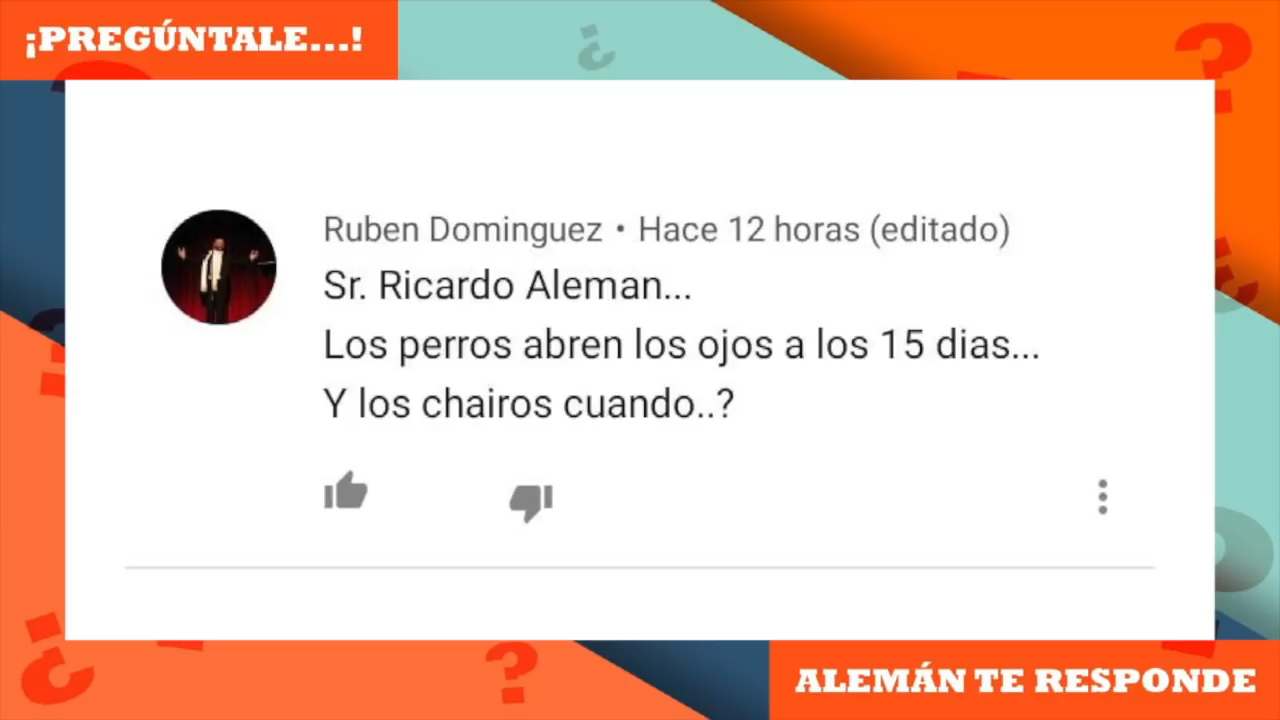 ¡PREGÚNTALE...!
Ruben Dominguez • Hace 12 horas (editado)
Sr. Ricardo Aleman...
Los perros abren los ojos a los 15 dias...
Y los chairos cuando..?
ALEMÁN TE RESPONDE